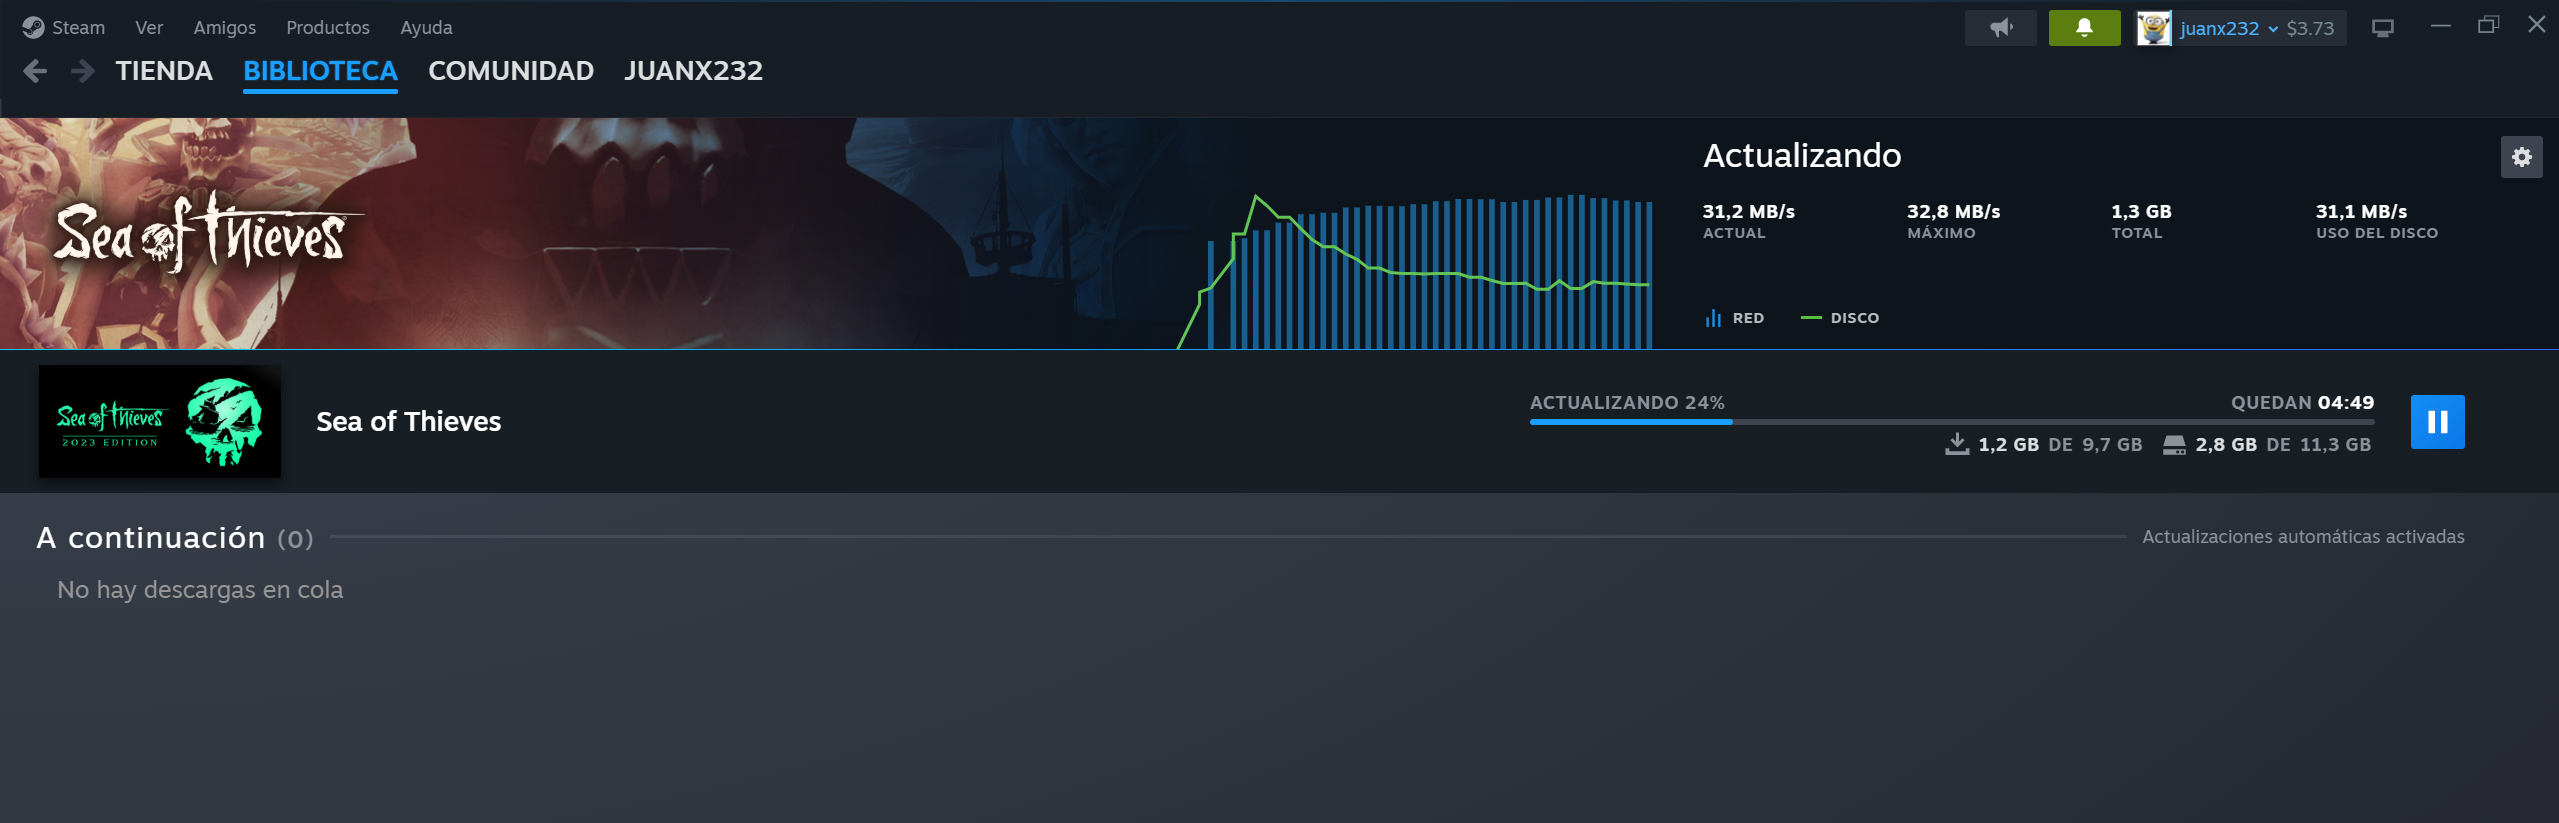 Steam Ver Amigos Productos Ayuda
juanx232 $3.73
TIENDA BIBLIOTECA COMUNIDAD JUANX232
Sea of Thieves
Actualizando
31,2 MB/s 32,8 MB/s 1,3 GB 31,1 MB/s
ACTUAL MÁXIMO TOTAL USO DEL DISCO
RED DISCO
Sea of Thieves
2023 EDITION
Sea of Thieves
ACTUALIZANDO 24% QUEDAN 04:49
1,2 GB DE 9,7 GB 2,8 GB DE 11,3 GB
A continuación (0) Actualizaciones automáticas activadas
No hay descargas en cola